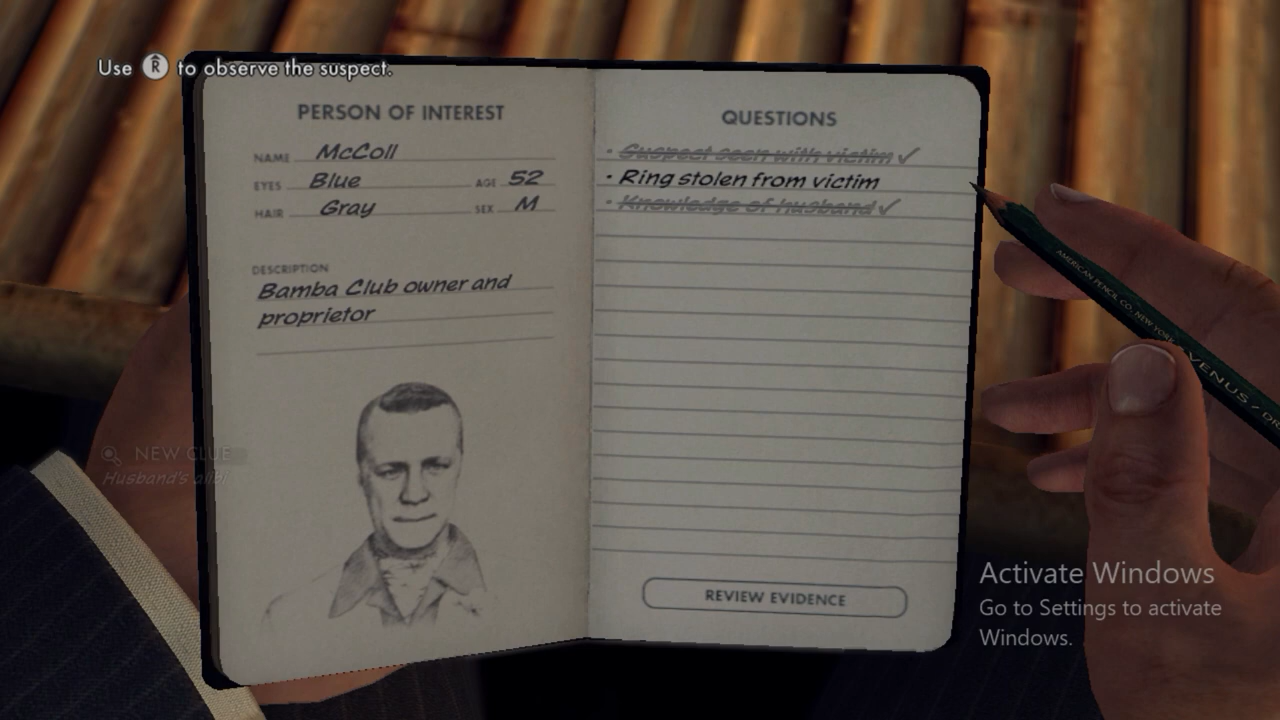 Use R to observe the suspect.
PERSON OF INTEREST
NAME McColl
EYES Blue AGE 52
HAIR Gray SEX M
DESCRIPTION
Bamba Club owner and
proprietor
QUESTIONS
· Suspect seen with victim ✓
· Ring stolen from victim
· Knowledge of husband ✓
REVIEW EVIDENCE
NEW CLUE
Husband's alibi
AMERICAN PENCIL CO. NEW YORK
VENUS / DR
Activate Windows
Go to Settings to activate
Windows.